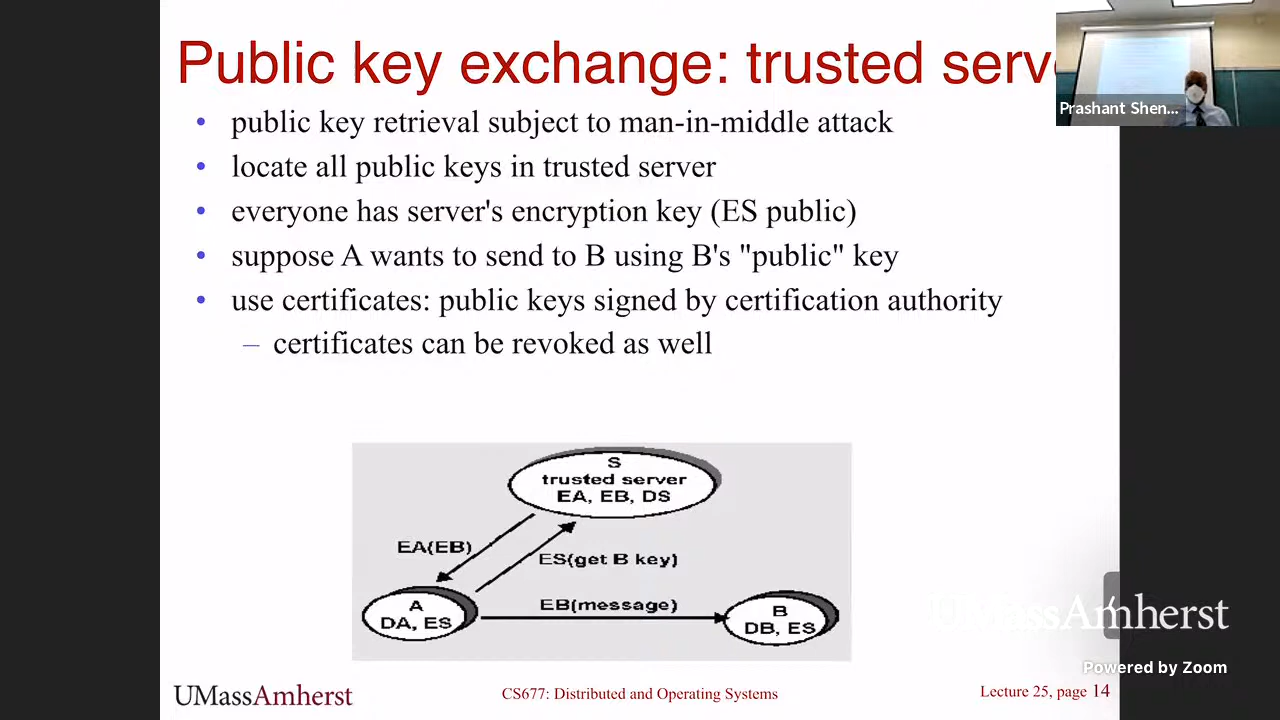 Public key exchange: trusted serve
Prashant Shen...
• public key retrieval subject to man-in-middle attack
• locate all public keys in trusted server
• everyone has server's encryption key (ES public)
• suppose A wants to send to B using B's "public" key
• use certificates: public keys signed by certification authority
– certificates can be revoked as well
S
trusted server
EA, EB, DS
EA(EB)
ES(get B key)
A
DA, ES
EB(message)
B
DB, ES
UMassAmherst
Powered by Zoom
UMassAmherst
CS677: Distributed and Operating Systems
Lecture 25, page 14